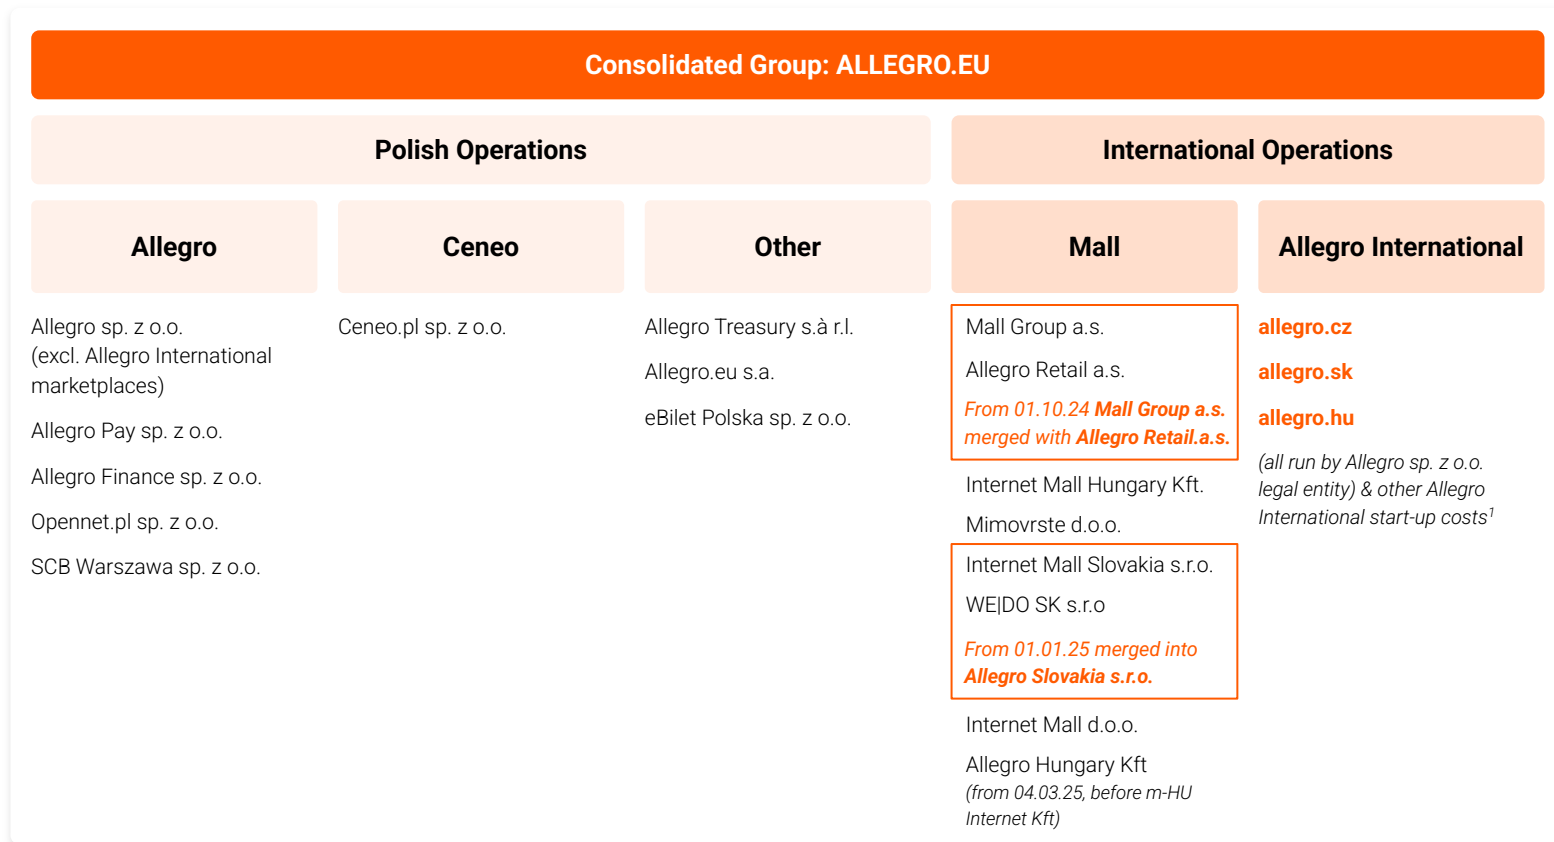 Consolidated Group: ALLEGRO.EU
Polish Operations
International Operations
Allegro
Ceneo
Other
Mall
Allegro International
Allegro sp. z o.o.
(excl. Allegro International
marketplaces)
Allegro Pay sp. z o.o.
Allegro Finance sp. z o.o.
Opennet.pl sp. z o.o.
SCB Warszawa sp. z o.o.
Ceneo.pl sp. z o.o.
Allegro Treasury s.à r.l.
Allegro.eu s.a.
eBilet Polska sp. z o.o.
Mall Group a.s.
Allegro Retail a.s.
From 01.10.24 Mall Group a.s.
merged with Allegro Retail.a.s.
Internet Mall Hungary Kft.
Mimovrste d.o.o.
Internet Mall Slovakia s.r.o.
WE|DO SK s.r.o
From 01.01.25 merged into
Allegro Slovakia s.r.o.
Internet Mall d.o.o.
Allegro Hungary Kft
(from 04.03.25, before m-HU
Internet Kft)
allegro.cz
allegro.sk
allegro.hu
(all run by Allegro sp. z o.o.
legal entity) & other Allegro
International start-up costs¹